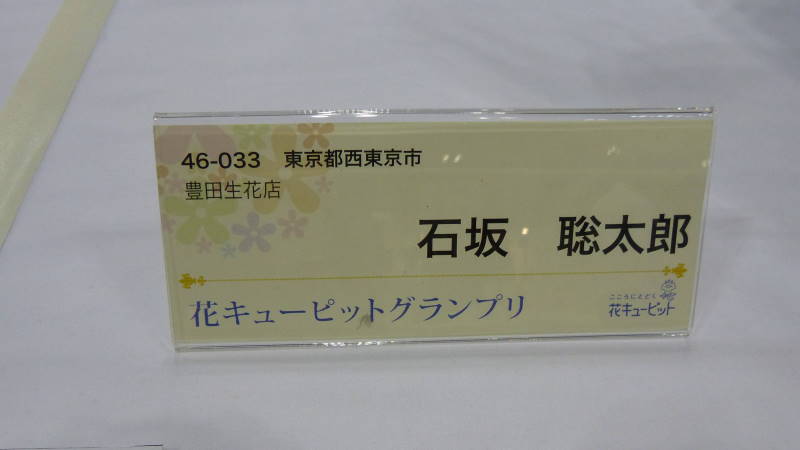 46-033 東京都西東京市
豊田生花店
石坂 聡太郎
花キューピットグランプリ
こころにとどく
花キューピット